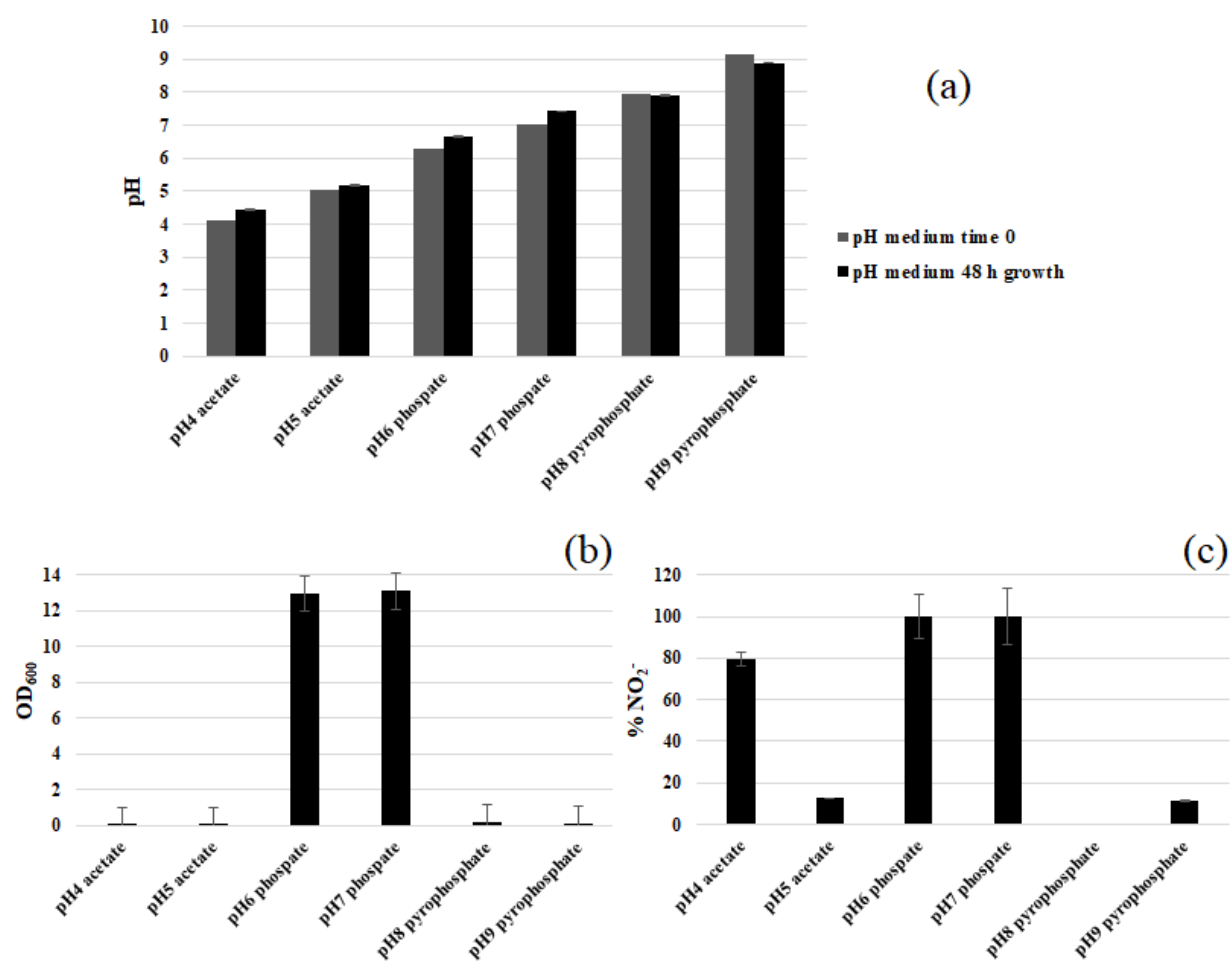 10
9
8
7
6
5
4
3
2
1
0
pH
(a)
pH medium time 0
pH medium 48 h growth
pH4 acetate
pH5 acetate
pH6 phospate
pH7 phospate
pH8 pyrophosphate
pH9 pyrophosphate
(b)
14
12
10
8
6
4
2
0
OD₆₀₀
pH4 acetate
pH5 acetate
pH6 phospate
pH7 phospate
pH8 pyrophosphate
pH9 pyrophosphate
(c)
120
100
80
60
40
20
0
% NO₂⁻
pH4 acetate
pH5 acetate
pH6 phospate
pH7 phospate
pH8 pyrophosphate
pH9 pyrophosphate